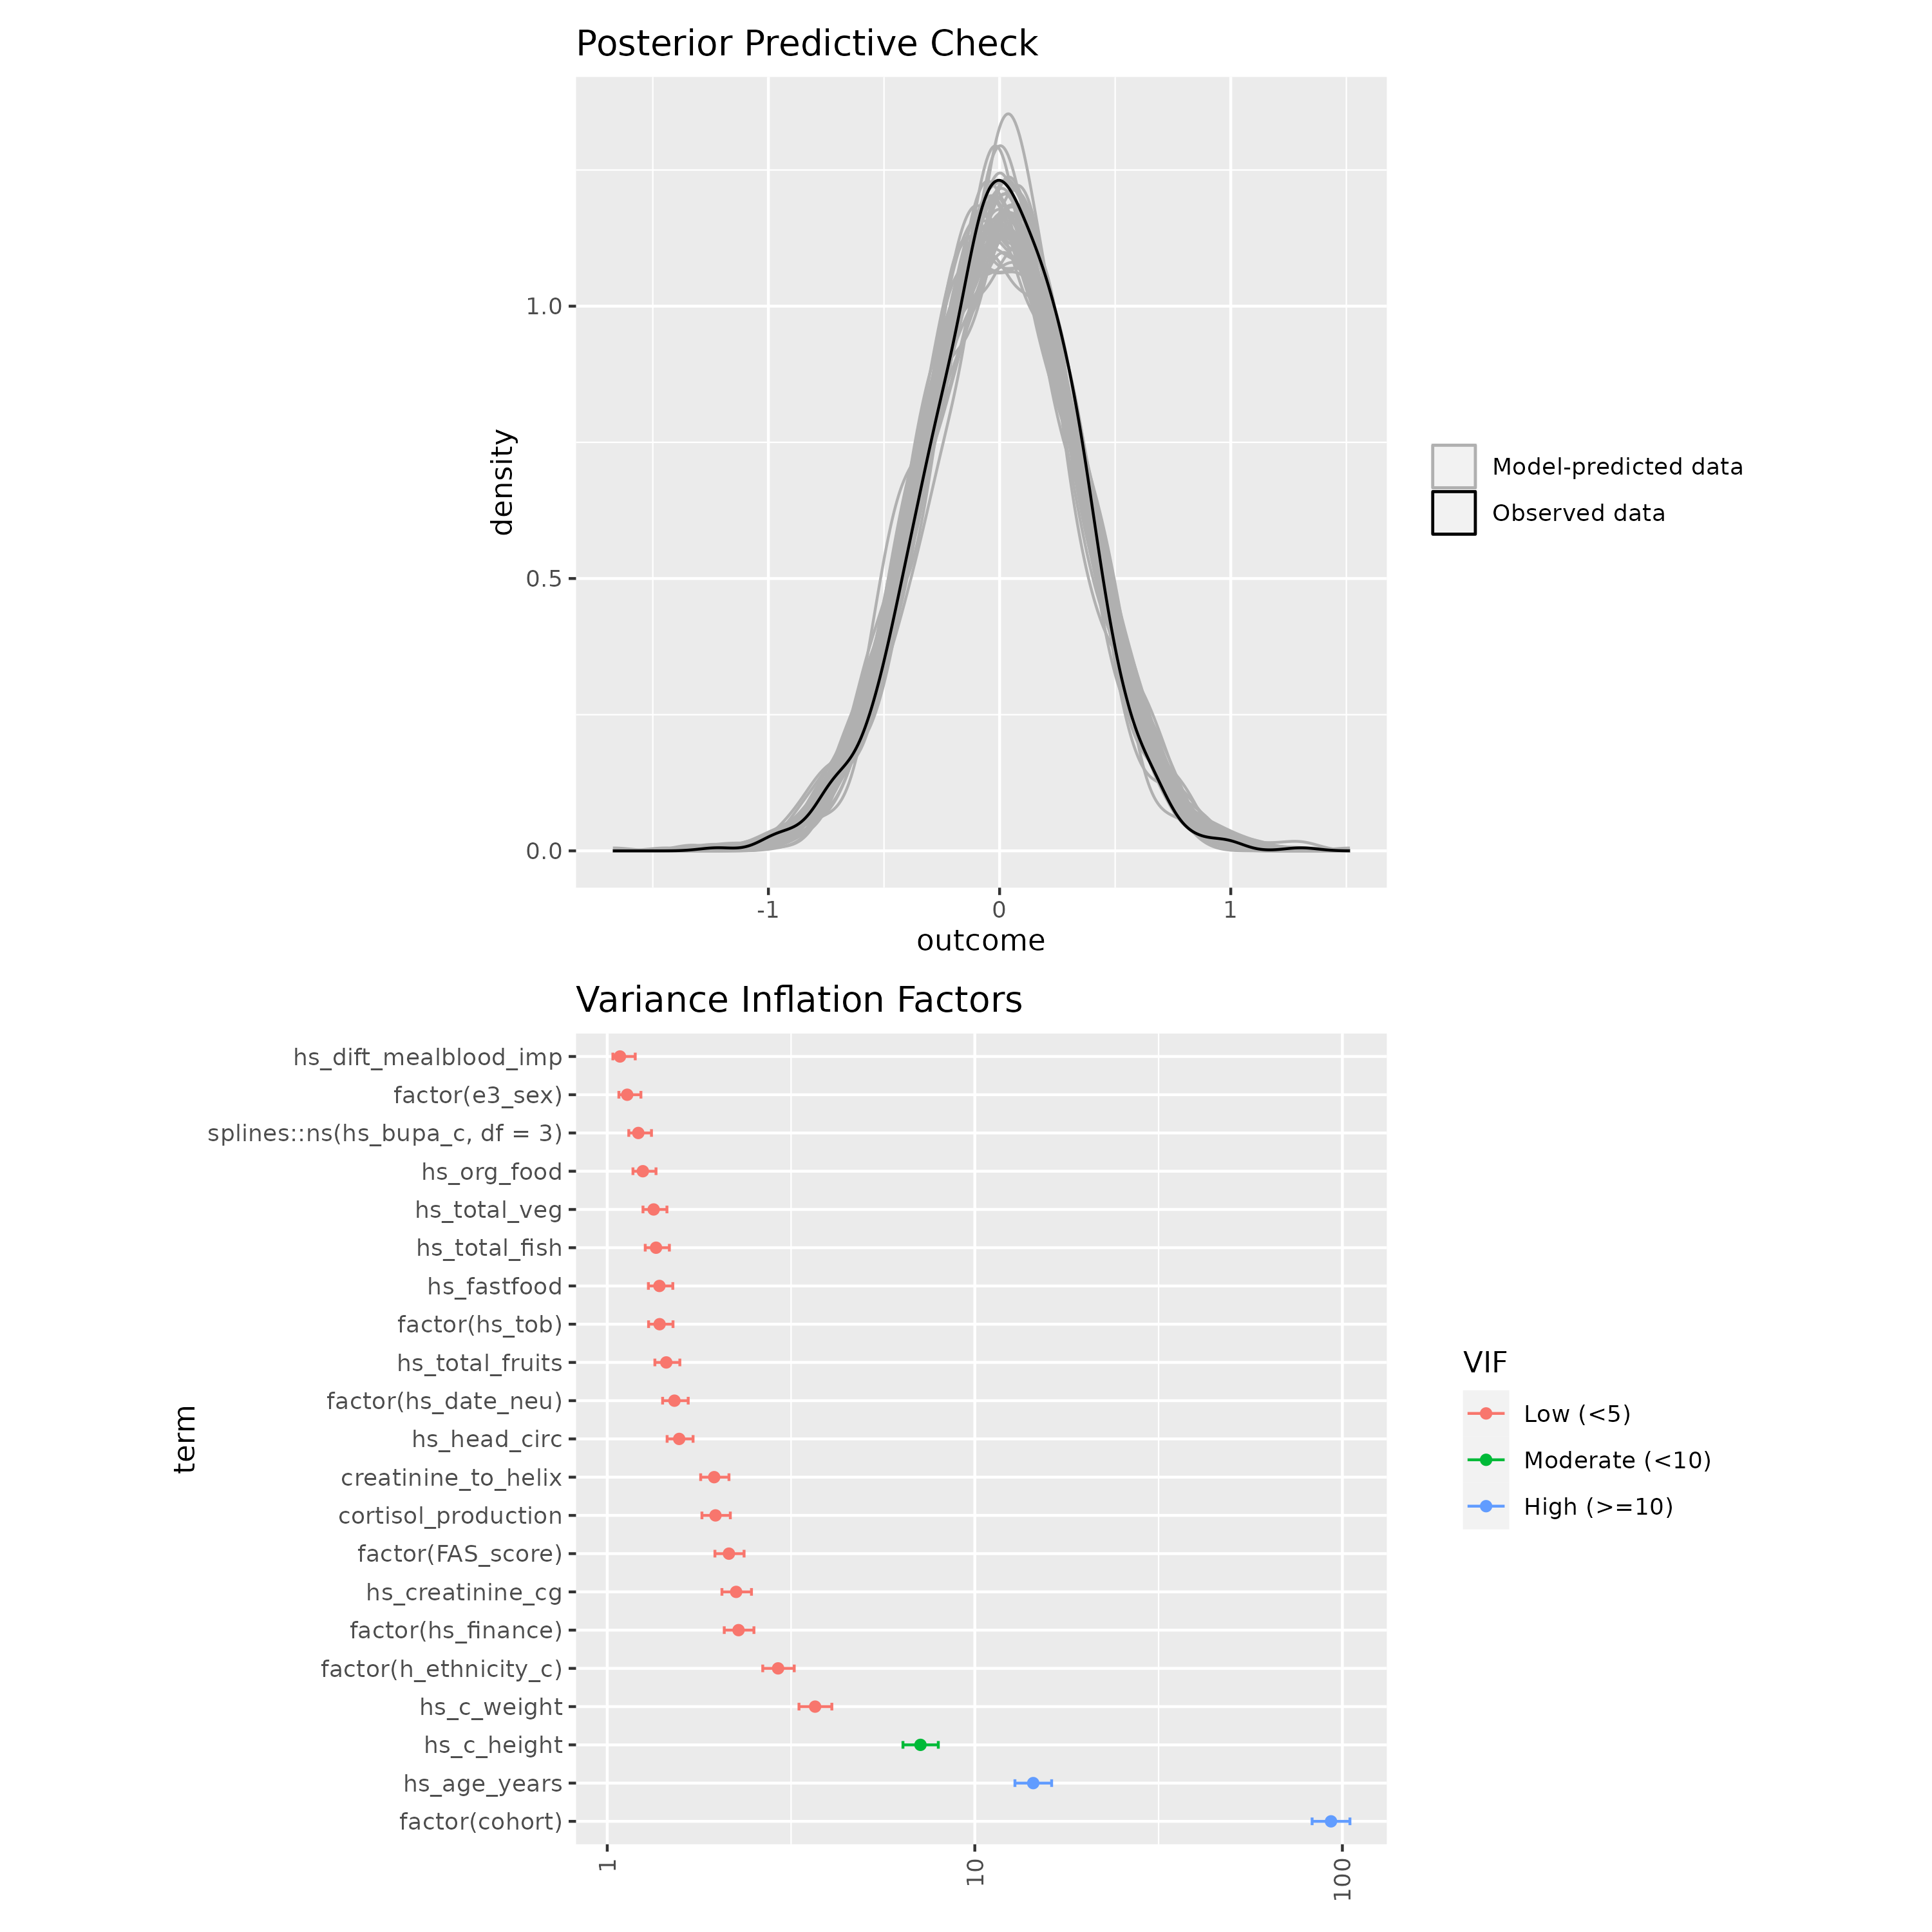 Posterior Predictive Check
density
1.0
0.5
0.0
-1
0
1
outcome
Model-predicted data
Observed data
Variance Inflation Factors
term
hs_dift_mealblood_imp
factor(e3_sex)
splines::ns(hs_bupa_c, df = 3)
hs_org_food
hs_total_veg
hs_total_fish
hs_fastfood
factor(hs_tob)
hs_total_fruits
factor(hs_date_neu)
hs_head_circ
creatinine_to_helix
cortisol_production
factor(FAS_score)
hs_creatinine_cg
factor(hs_finance)
factor(h_ethnicity_c)
hs_c_weight
hs_c_height
hs_age_years
factor(cohort)
1
10
100
VIF
Low (<5)
Moderate (<10)
High (>=10)